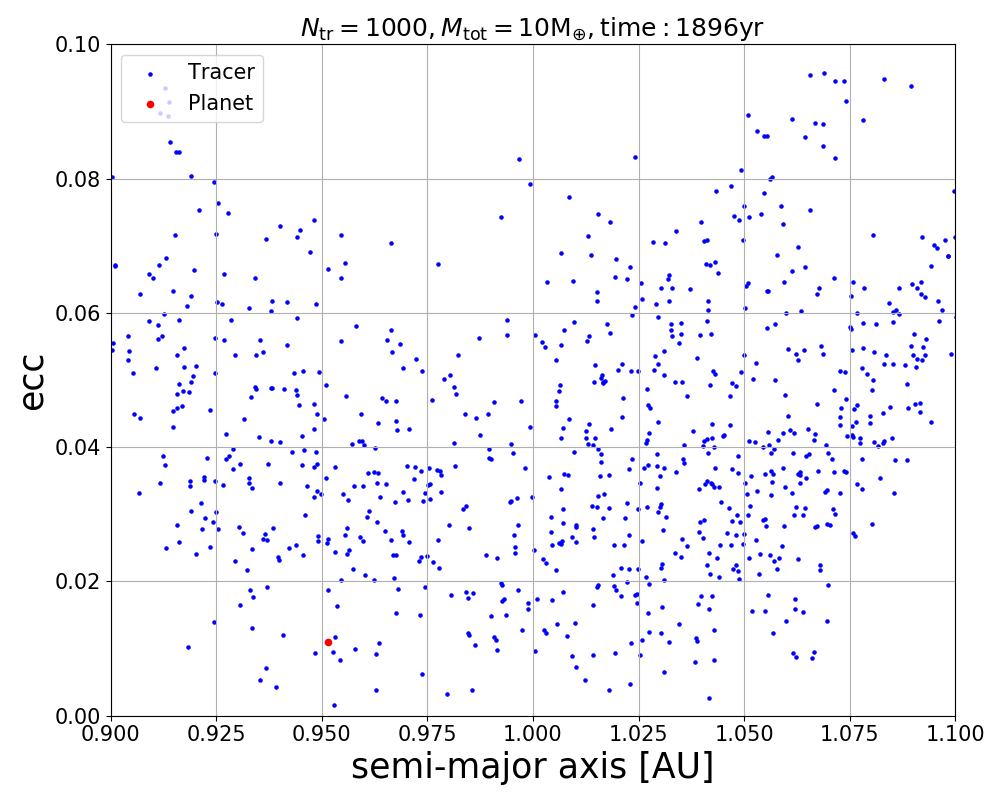 N_tr = 1000, M_tot = 10M_⊕, time : 1896yr
Tracer
Planet
ecc
0.10
0.08
0.06
0.04
0.02
0.00
0.900 0.925 0.950 0.975 1.000 1.025 1.050 1.075 1.100
semi-major axis [AU]